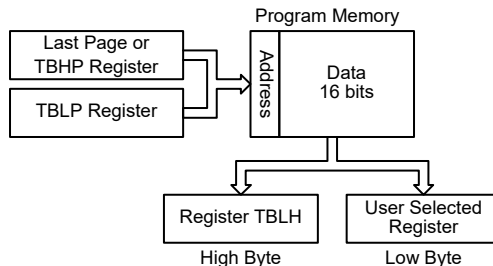 Program Memory
Last Page or
TBHP Register
TBLP Register
Address
Data
16 bits
Register TBLH
User Selected
Register
High Byte
Low Byte